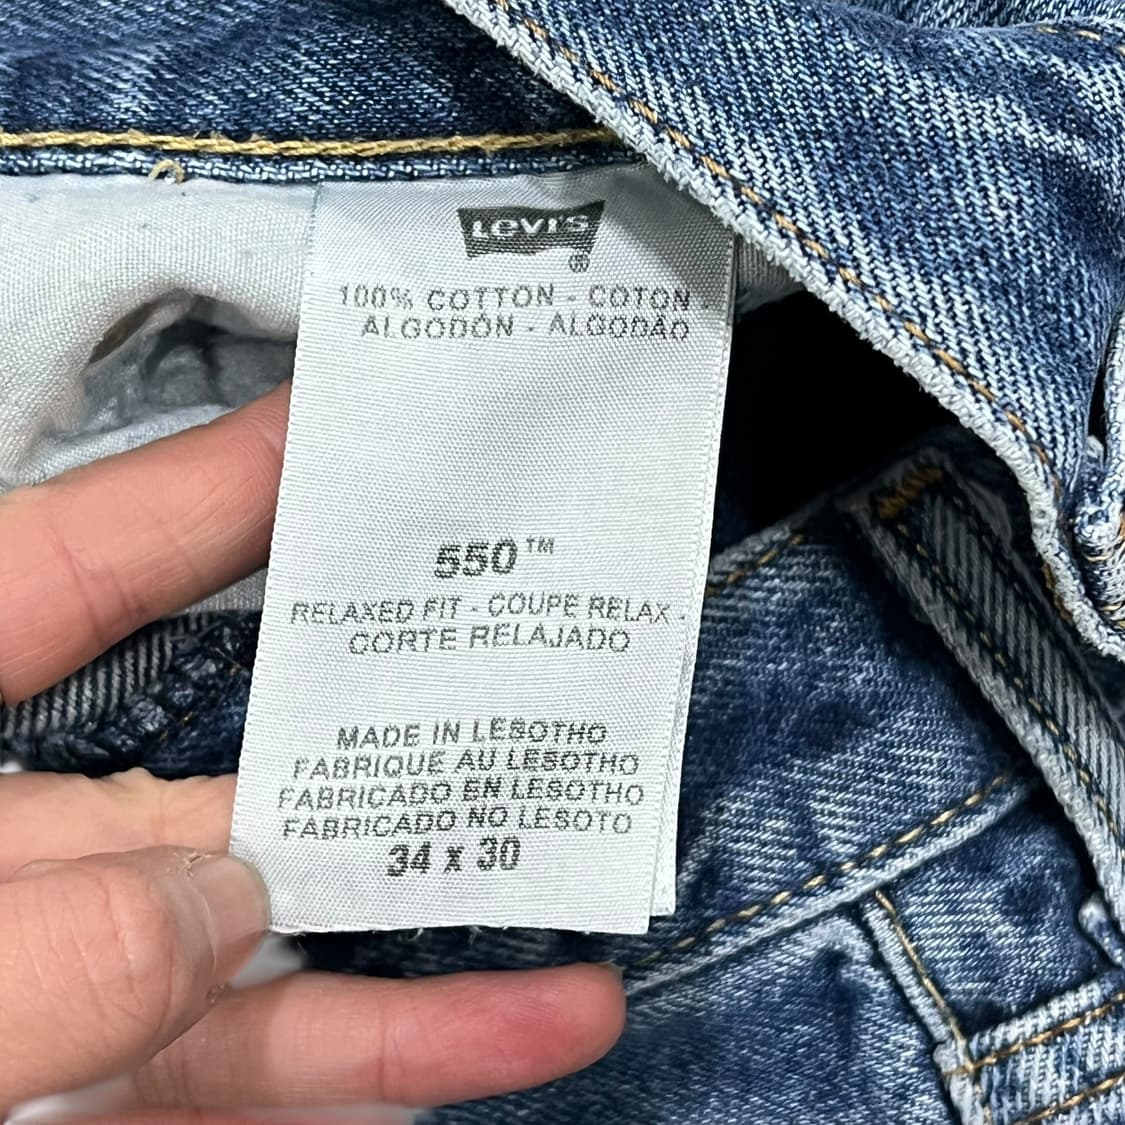 LEVI'S
®
100% COTTON - COTON
ALGODÓN - ALGODÃO
550™
RELAXED FIT - COUPE RELAX -
CORTE RELAJADO
MADE IN LESOTHO
FABRIQUE AU LESOTHO
FABRICADO EN LESOTHO
FABRICADO NO LESOTO
34 x 30